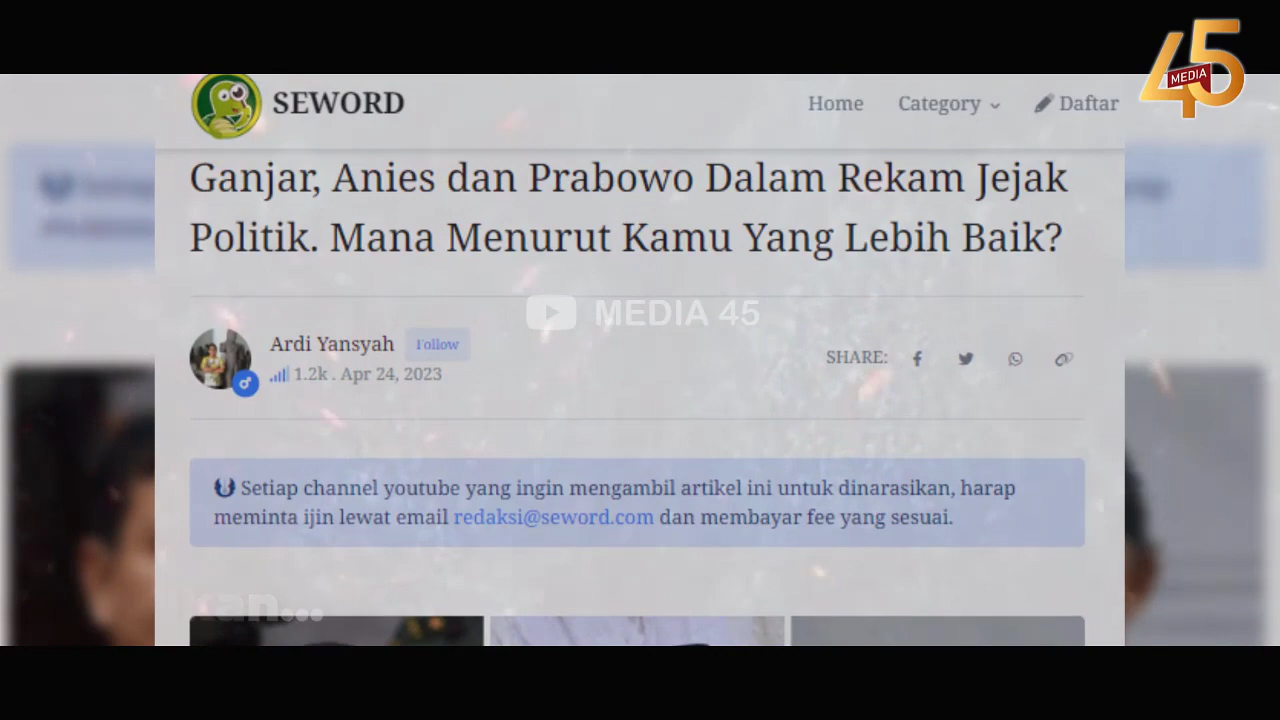 45
MEDIA
SEWORD
Home Category Daftar
Ganjar, Anies dan Prabowo Dalam Rekam Jejak
Politik. Mana Menurut Kamu Yang Lebih Baik?
MEDIA 45
Ardi Yansyah Follow
1.2k . Apr 24, 2023
SHARE:
Setiap channel youtube yang ingin mengambil artikel ini untuk dinarasikan, harap
meminta ijin lewat email redaksi@seword.com dan membayar fee yang sesuai.